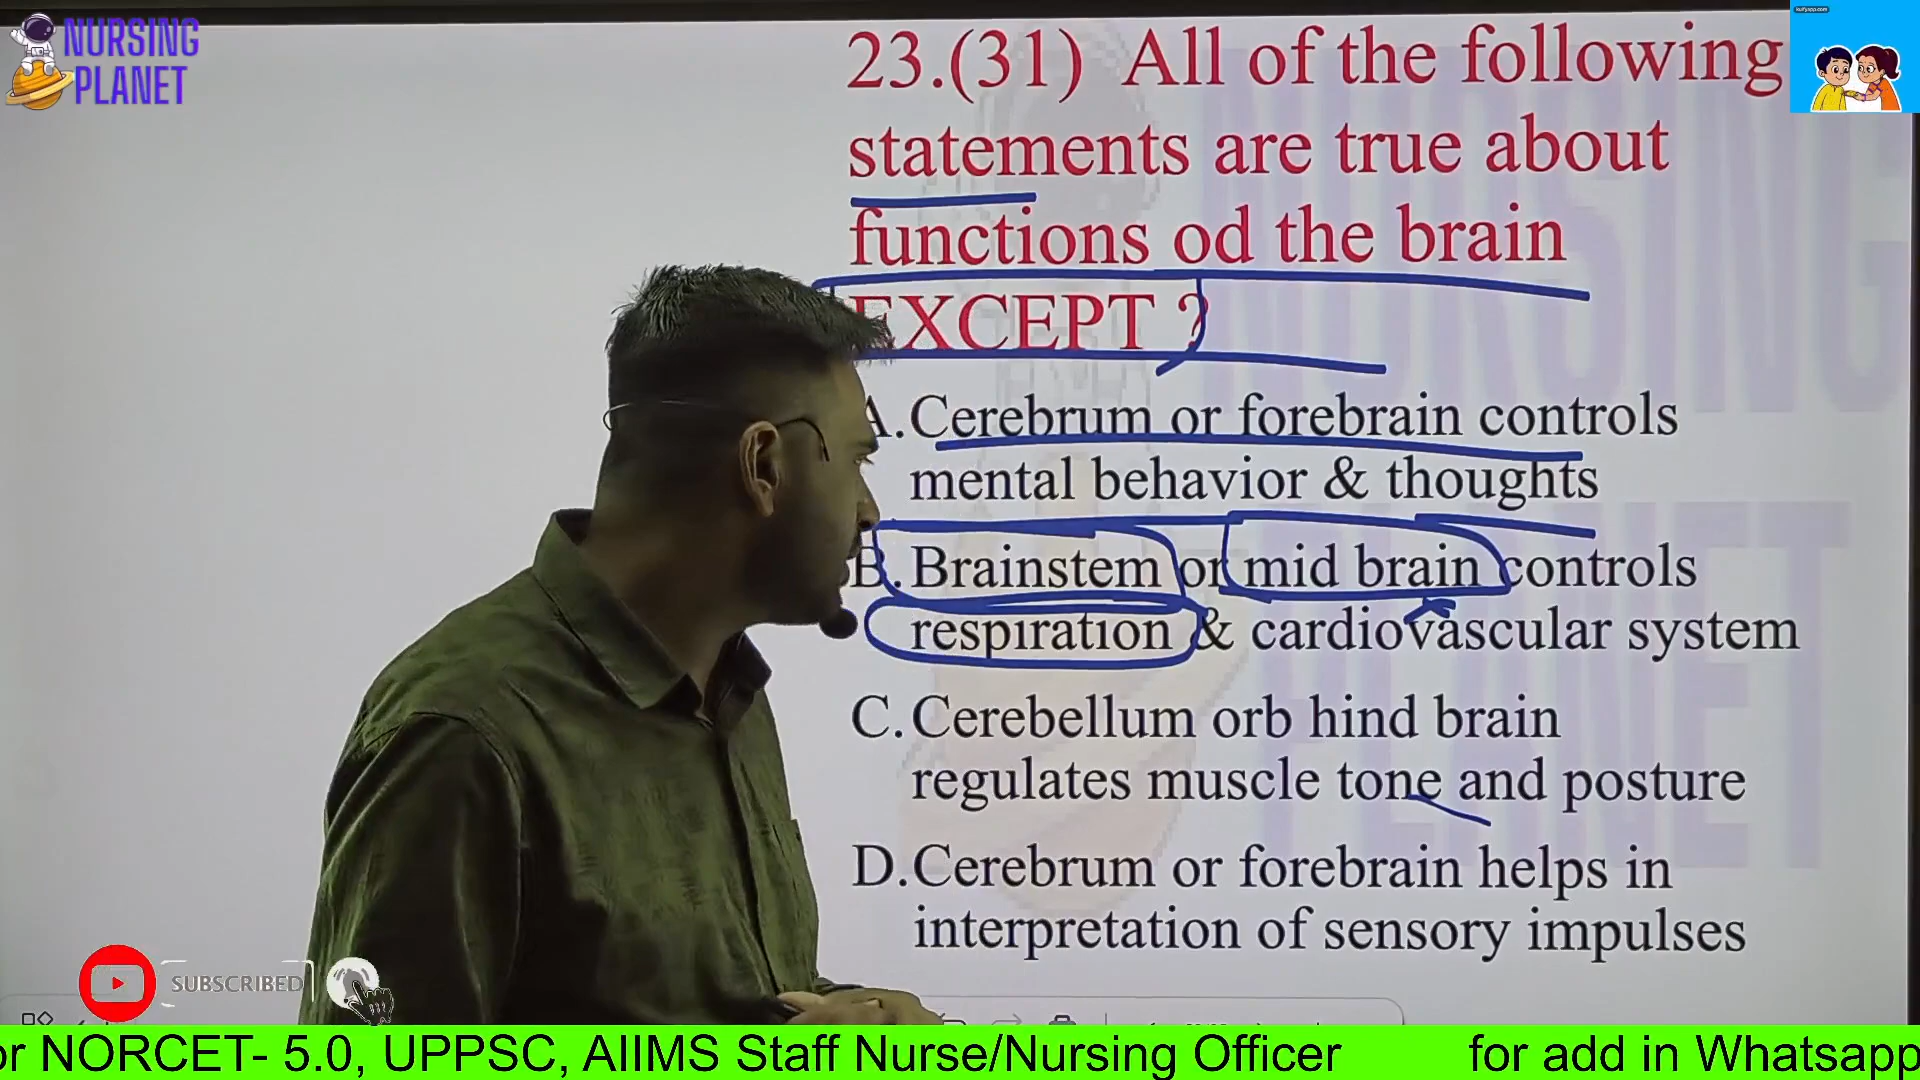 NURSING
PLANET
kutyapp.com
23.(31) All of the following
statements are true about
functions od the brain
EXCEPT ?
A. Cerebrum or forebrain controls
mental behavior & thoughts
B. Brainstem or mid brain controls
respiration & cardiovascular system
C. Cerebellum orb hind brain
regulates muscle tone and posture
D. Cerebrum or forebrain helps in
interpretation of sensory impulses
SUBSCRIBED
or NORCET- 5.0, UPPSC, AIIMS Staff Nurse/Nursing Officer for add in Whatsapp